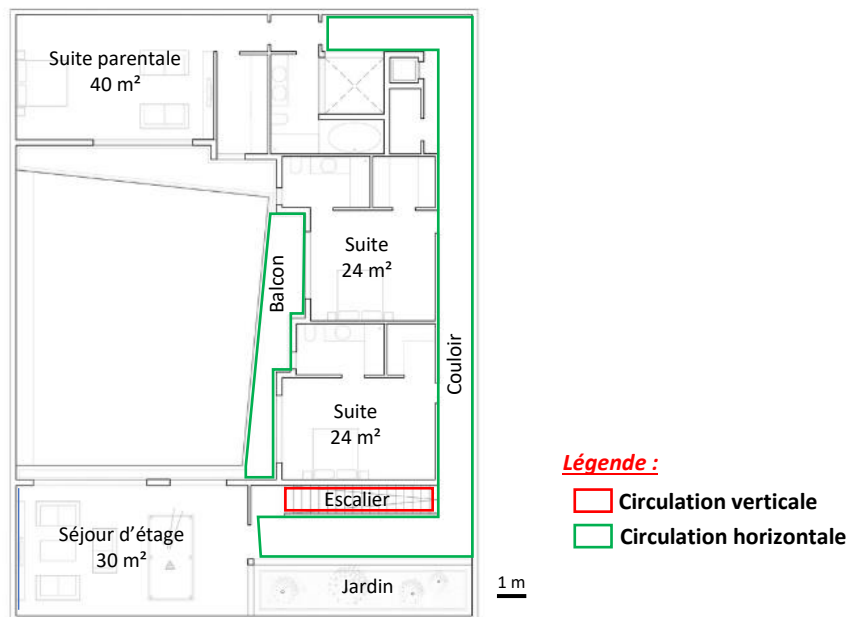 Suite parentale
40 m²
Suite
24 m²
Balcon
Couloir
Suite
24 m²
Escalier
Séjour d'étage
30 m²
Jardin
1 m
Légende :
Circulation verticale
Circulation horizontale